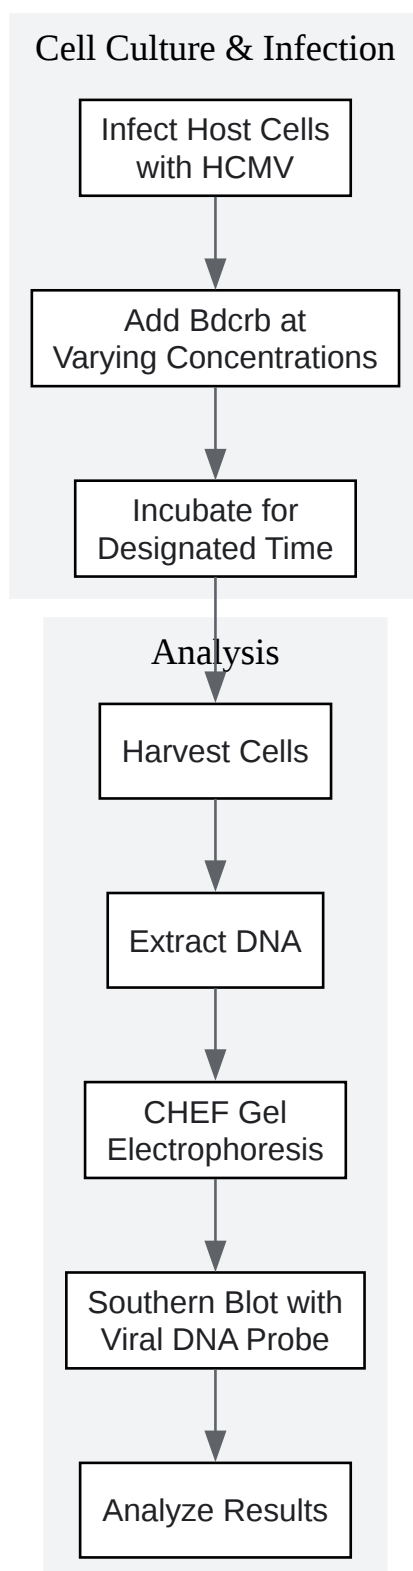 Cell Culture & Infection
Infect Host Cells
with HCMV
Add Bdcrb at
Varying Concentrations
Incubate for
Designated Time
Analysis
Harvest Cells
Extract DNA
CHEF Gel
Electrophoresis
Southern Blot with
Viral DNA Probe
Analyze Results